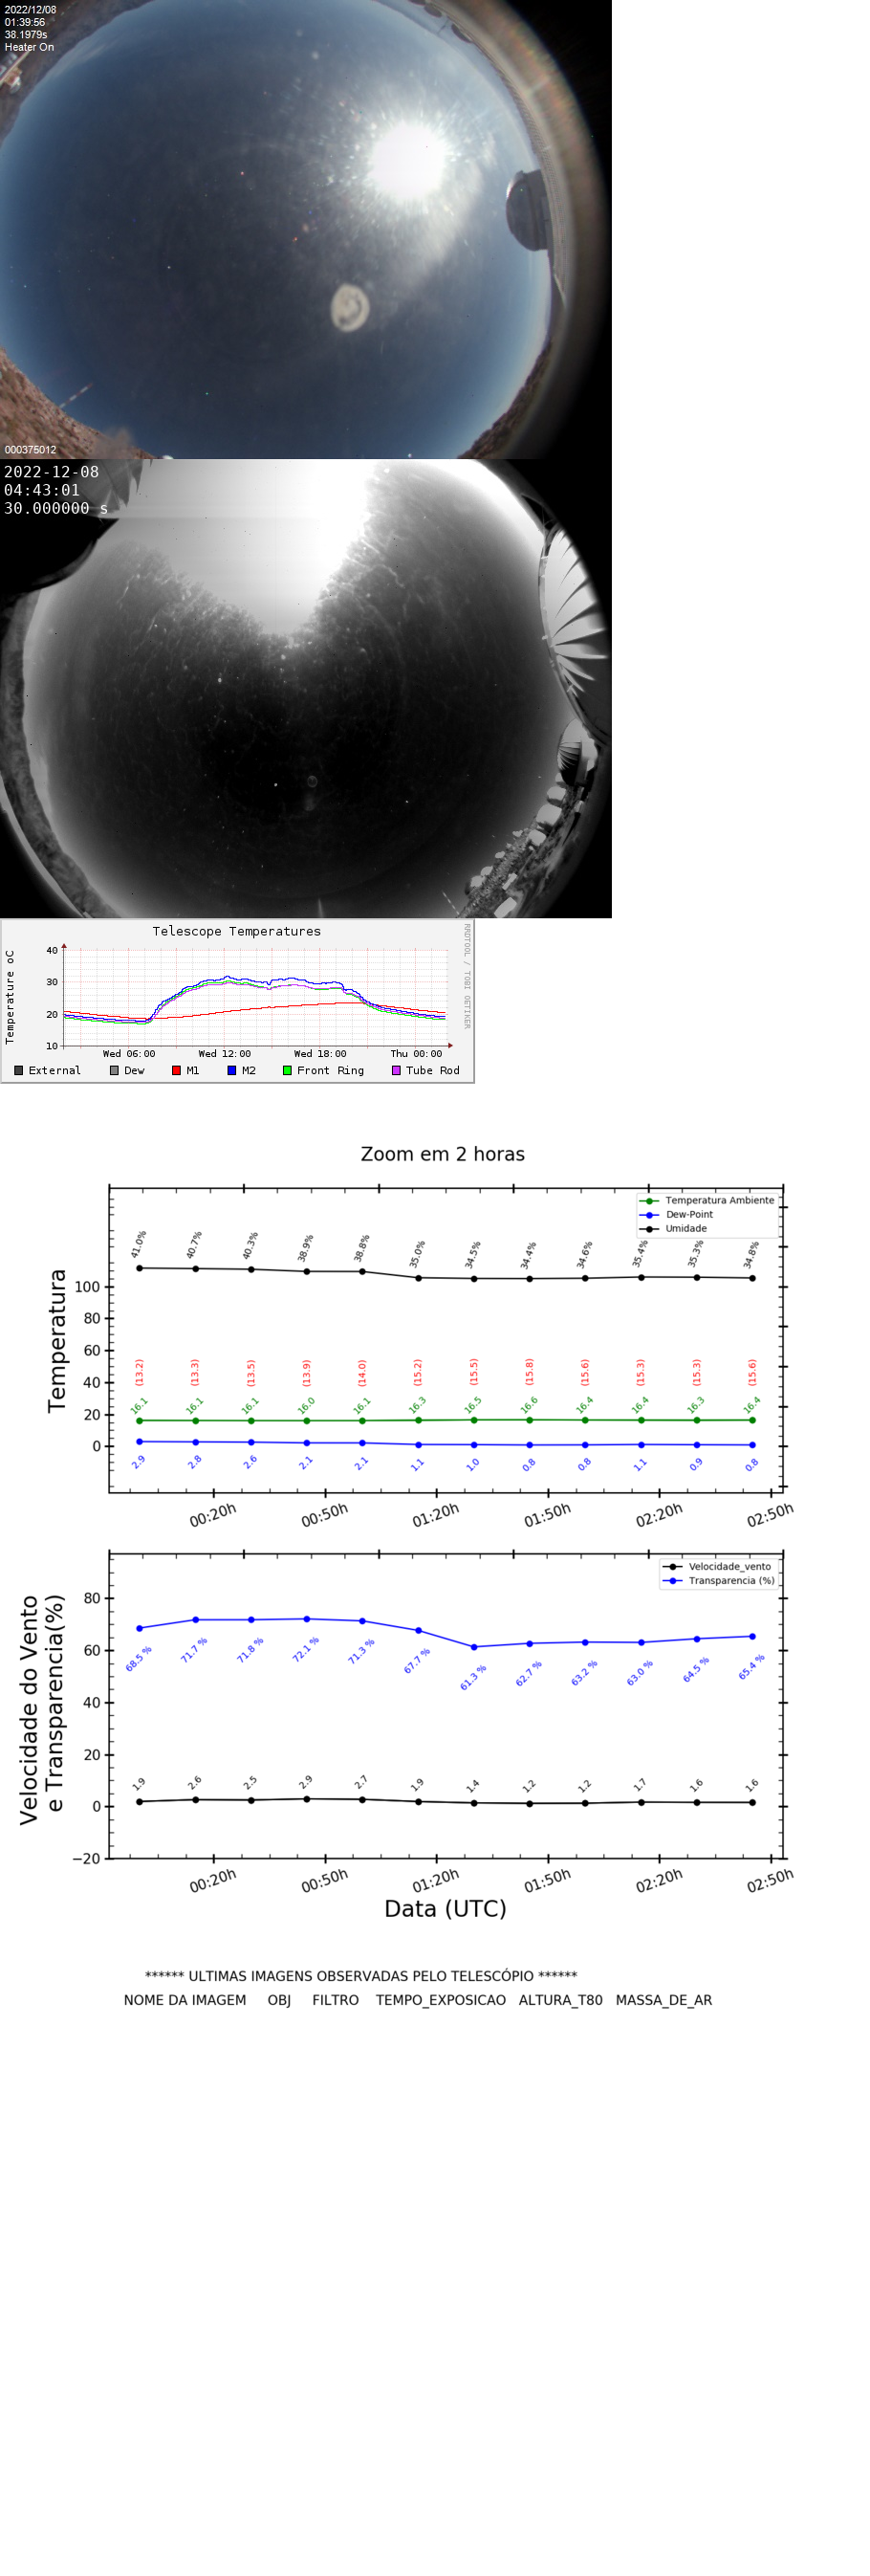 2022/12/08
01:39:56
38.1979s
Heater On
000375012
2022-12-08
04:43:01
30.000000 s
Telescope Temperatures
RRDTOOL / TOBI OETIKER
Temperature oC
40
30
20
10
Wed 06:00 Wed 12:00 Wed 18:00 Thu 00:00
External Dew M1 M2 Front Ring Tube Rod
Zoom em 2 horas
Temperatura Ambiente
Dew-Point
Umidade
41.0% 40.7% 40.3% 38.9% 38.8% 35.0% 34.5% 34.4% 34.6% 35.4% 35.3% 34.8%
Temperatura
100
80
60
40
20
0
(13.2) (13.3) (13.5) (13.9) (14.0) (15.2) (15.5) (15.8) (15.6) (15.3) (15.3) (15.6)
16.1 16.1 16.1 16.0 16.1 16.3 16.5 16.6 16.4 16.4 16.3 16.4
2.9 2.8 2.6 2.1 2.1 1.1 1.0 0.8 0.8 1.1 0.9 0.8
00:20h 00:50h 01:20h 01:50h 02:20h 02:50h
Velocidade_vento
Transparencia (%)
Velocidade do Vento
e Transparencia(%)
80
60
40
20
0
−20
68.5 % 71.7 % 71.8 % 72.1 % 71.3 % 67.7 % 61.3 % 62.7 % 63.2 % 63.0 % 64.5 % 65.4 %
1.9 2.6 2.5 2.9 2.7 1.9 1.4 1.2 1.2 1.7 1.6 1.6
00:20h 00:50h 01:20h 01:50h 02:20h 02:50h
Data (UTC)
****** ULTIMAS IMAGENS OBSERVADAS PELO TELESCÓPIO ******
NOME DA IMAGEM OBJ FILTRO TEMPO_EXPOSICAO ALTURA_T80 MASSA_DE_AR